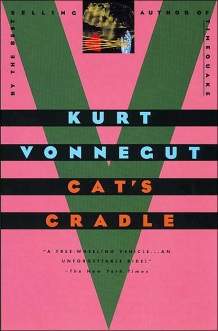 BY THE BEST
SELLING
AUTHOR OF
TIMEQUAKE
KURT
VONNEGUT
CAT'S
CRADLE
"A FREE-WHEELING VEHICLE...AN
UNFORGETTABLE RIDE!"
—The New York Times